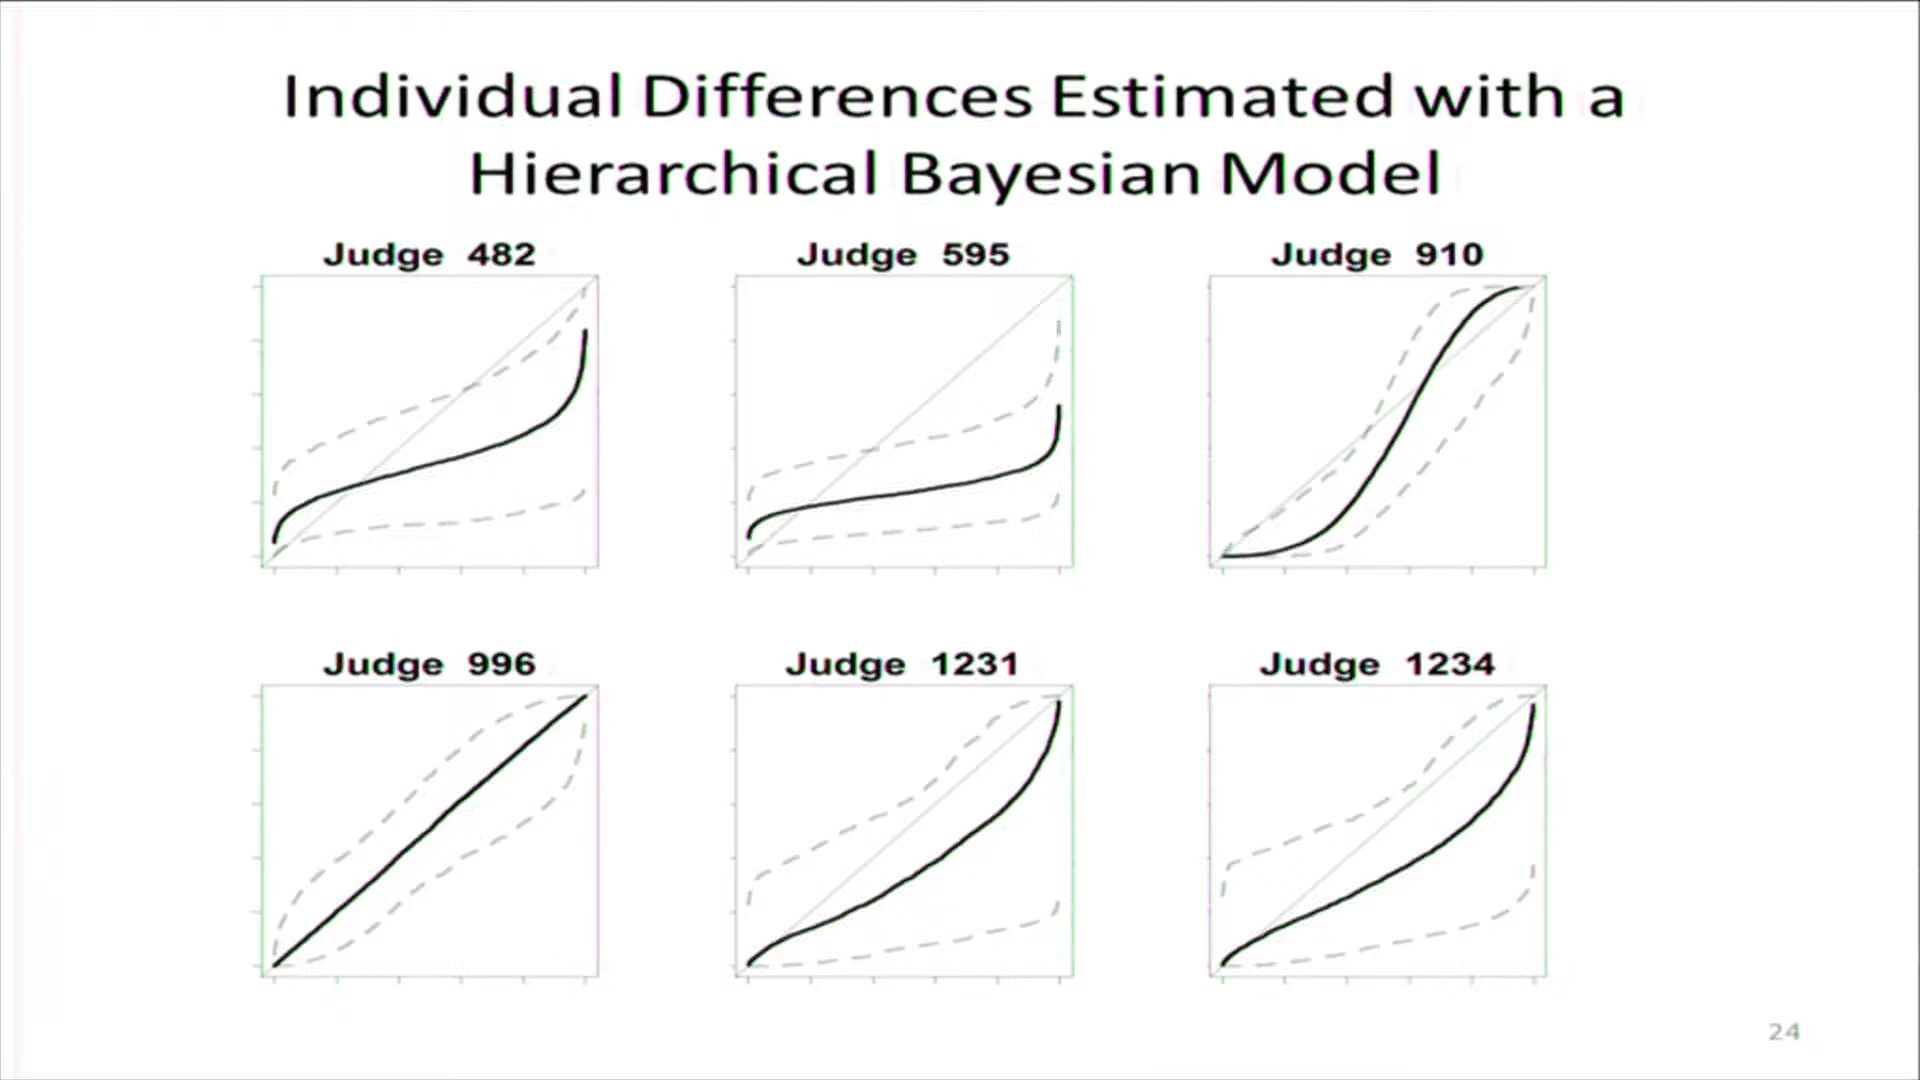 Individual Differences Estimated with a
Hierarchical Bayesian Model
Judge 482
Judge 595
Judge 910
Judge 996
Judge 1231
Judge 1234
24